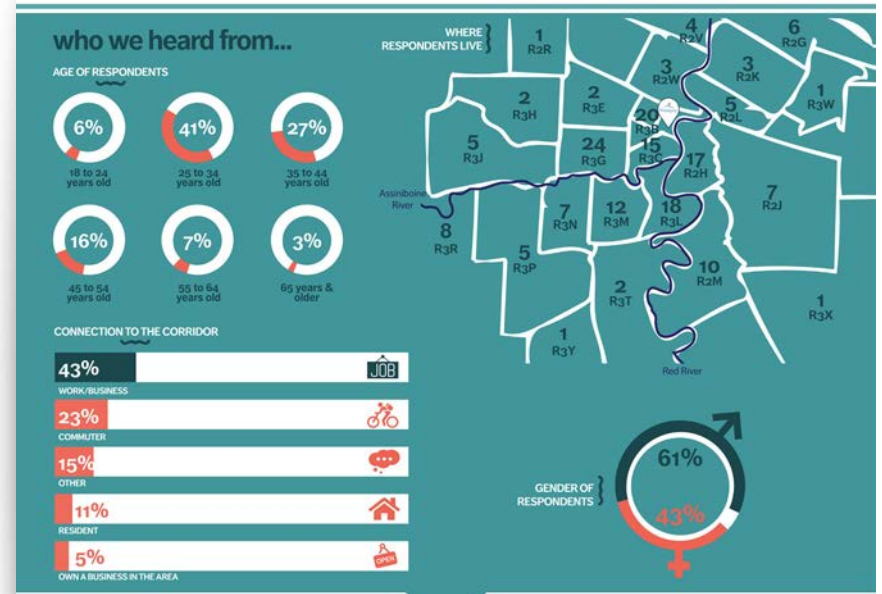 who we heard from...
AGE OF RESPONDENTS
6%
18 to 24
years old
41%
25 to 34
years old
27%
35 to 44
years old
16%
45 to 54
years old
7%
55 to 64
years old
3%
65 years &
older
CONNECTION TO THE CORRIDOR
43%
JOB
WORK/BUSINESS
23%
COMMUTER
15%
OTHER
11%
RESIDENT
5%
OPEN
OWN A BUSINESS IN THE AREA
WHERE
RESPONDENTS LIVE
1
R2R
4
R2V
6
R2G
3
R2W
3
R2K
1
R3W
2
R3H
2
R3E
20
R3B
5
R2L
5
R3J
24
R3G
15
R3C
17
R2H
7
R2J
Assiniboine
River
8
R3R
7
R3N
12
R3M
18
R3L
5
R3P
2
R3T
10
R2M
1
R3X
1
R3Y
Red River
GENDER OF
RESPONDENTS
61%
43%